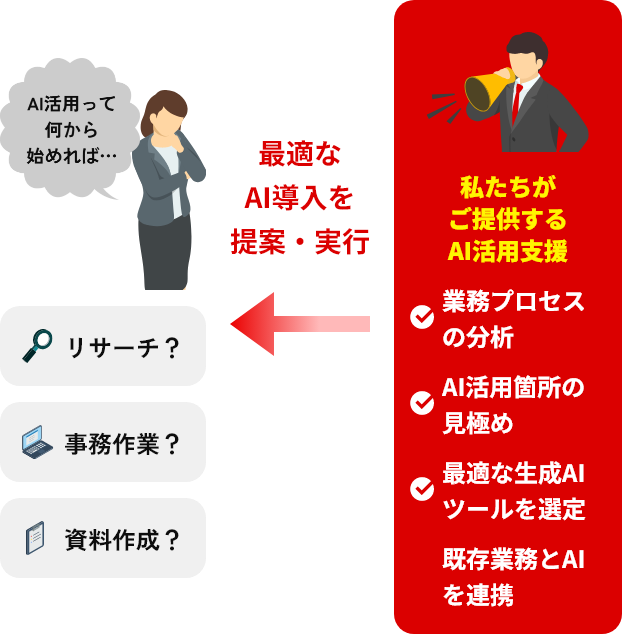 AI活用って
何から
始めれば…
リサーチ？
事務作業？
資料作成？
最適な
AI導入を
提案・実行
私たちが
ご提供する
AI活用支援
業務プロセス
の分析
AI活用箇所の
見極め
最適な生成AI
ツールを選定
既存業務とAI
を連携